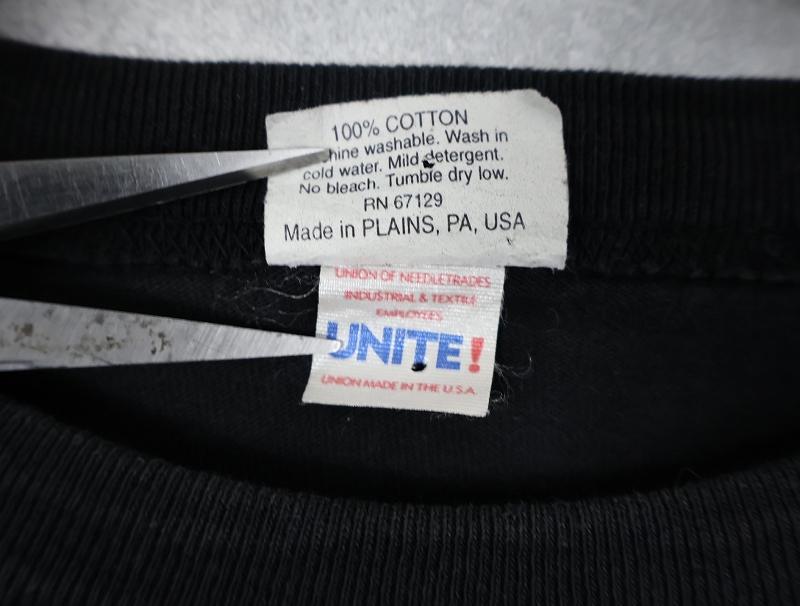 100% COTTON
hine washable. Wash in
cold water. Mild detergent.
No bleach. Tumble dry low.
RN 67129
Made in PLAINS, PA, USA
UNION OF NEEDLETRADES
INDUSTRIAL & TEXTILE
EMPLOYEES
UNITE!
UNION MADE IN THE U.S.A.